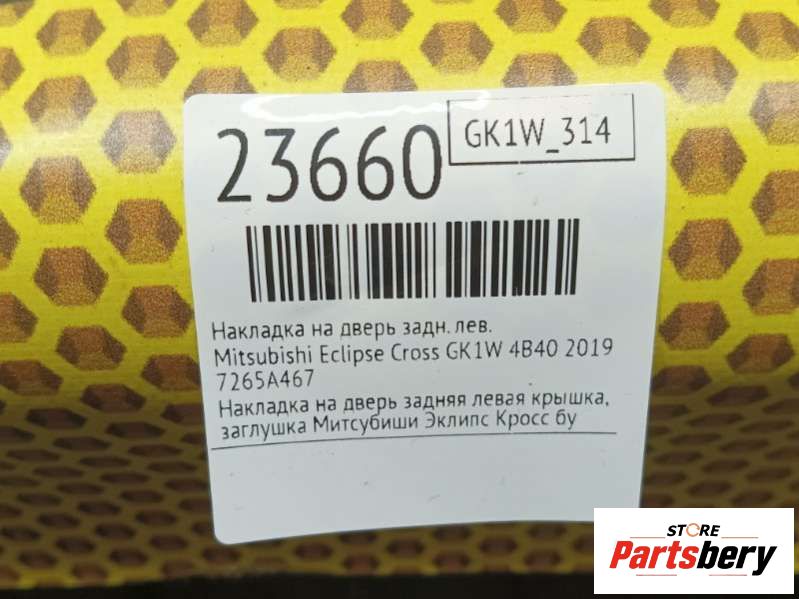 23660
GK1W_314
Накладка на дверь задн. лев.
Mitsubishi Eclipse Cross GK1W 4B40 2019
7265A467
Накладка на дверь задняя левая крышка,
заглушка Митсубиши Эклипс Кросс бу
STORE
Partsbery